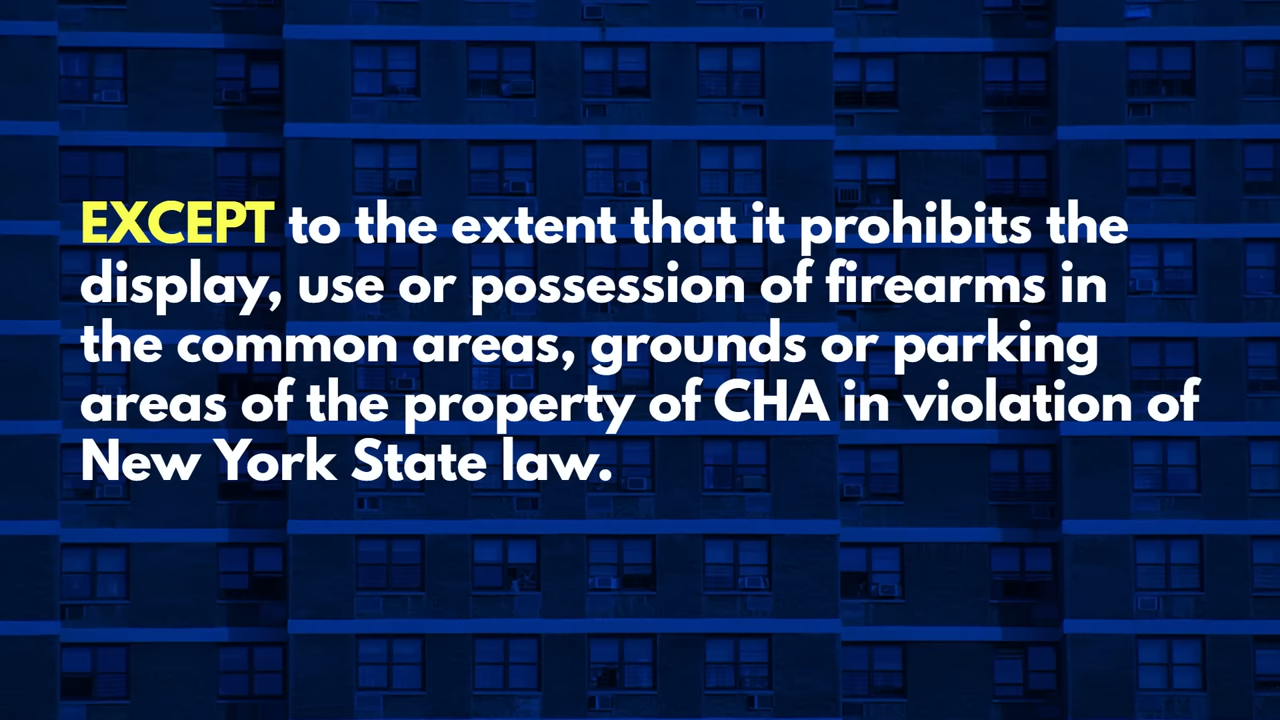 EXCEPT to the extent that it prohibits the
display, use or possession of firearms in
the common areas, grounds or parking
areas of the property of CHA in violation of
New York State law.